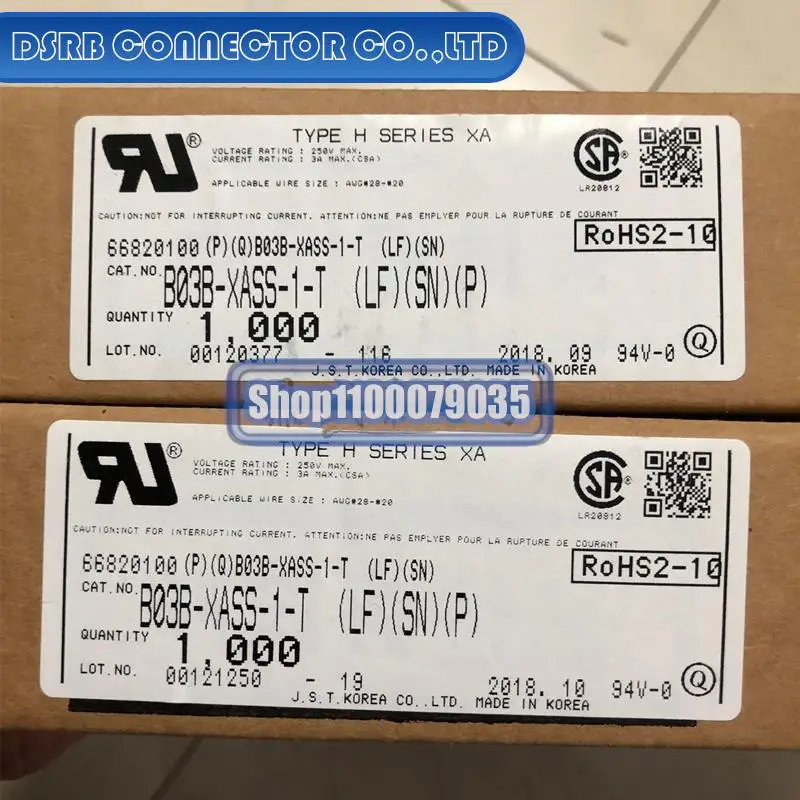 DSRB CONNECTOR CO.,LTD
TYPE H SERIES XA
VOLTAGE RATING : 250V MAX.
CURRENT RATING : 3A MAX.(CSA)
APPLICABLE WIRE SIZE : AWG#28-#20
LR20812
CAUTION:NOT FOR INTERRUPTING CURRENT. ATTENTION:NE PAS EMPLYER POUR LA RUPTURE DE COURANT
66820100 (P)(Q)B03B-XASS-1-T (LF)(SN)
RoHS2-10
CAT.NO. B03B-XASS-1-T (LF)(SN)(P)
QUANTITY 1,000
LOT.NO. 00120377 - 116 2018.09 94V-0 Q
J.S.T.KOREA CO.,LTD. MADE IN KOREA
Shop1100079035
TYPE H SERIES XA
VOLTAGE RATING : 250V MAX.
CURRENT RATING : 3A MAX.(CSA)
APPLICABLE WIRE SIZE : AWG#28-#20
LR20812
CAUTION:NOT FOR INTERRUPTING CURRENT. ATTENTION:NE PAS EMPLYER POUR LA RUPTURE DE COURANT
66820100 (P)(Q)B03B-XASS-1-T (LF)(SN)
RoHS2-10
CAT.NO. B03B-XASS-1-T (LF)(SN)(P)
QUANTITY 1,000
LOT.NO. 00121250 - 19 2018.10 94V-0 Q
J.S.T.KOREA CO.,LTD. MADE IN KOREA